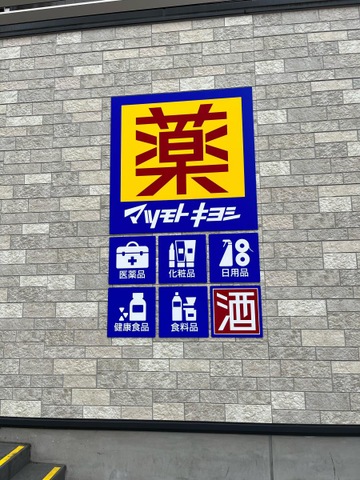 薬
マツモトキヨシ
医薬品 化粧品 日用品
健康食品 食料品 酒